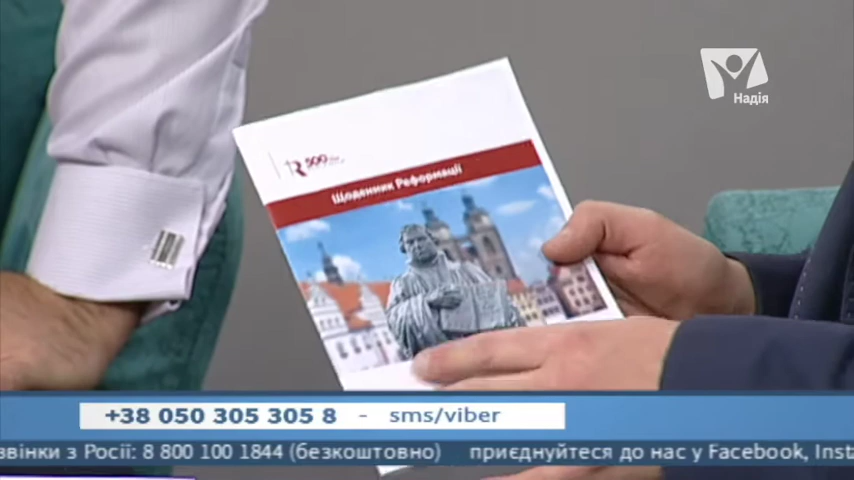 Надія
R500
Щоденник Реформації
+38 050 305 305 8 - sms/viber
звінки з Росії: 8 800 100 1844 (безкоштовно) приєднуйтеся до нас у Facebook, Inst